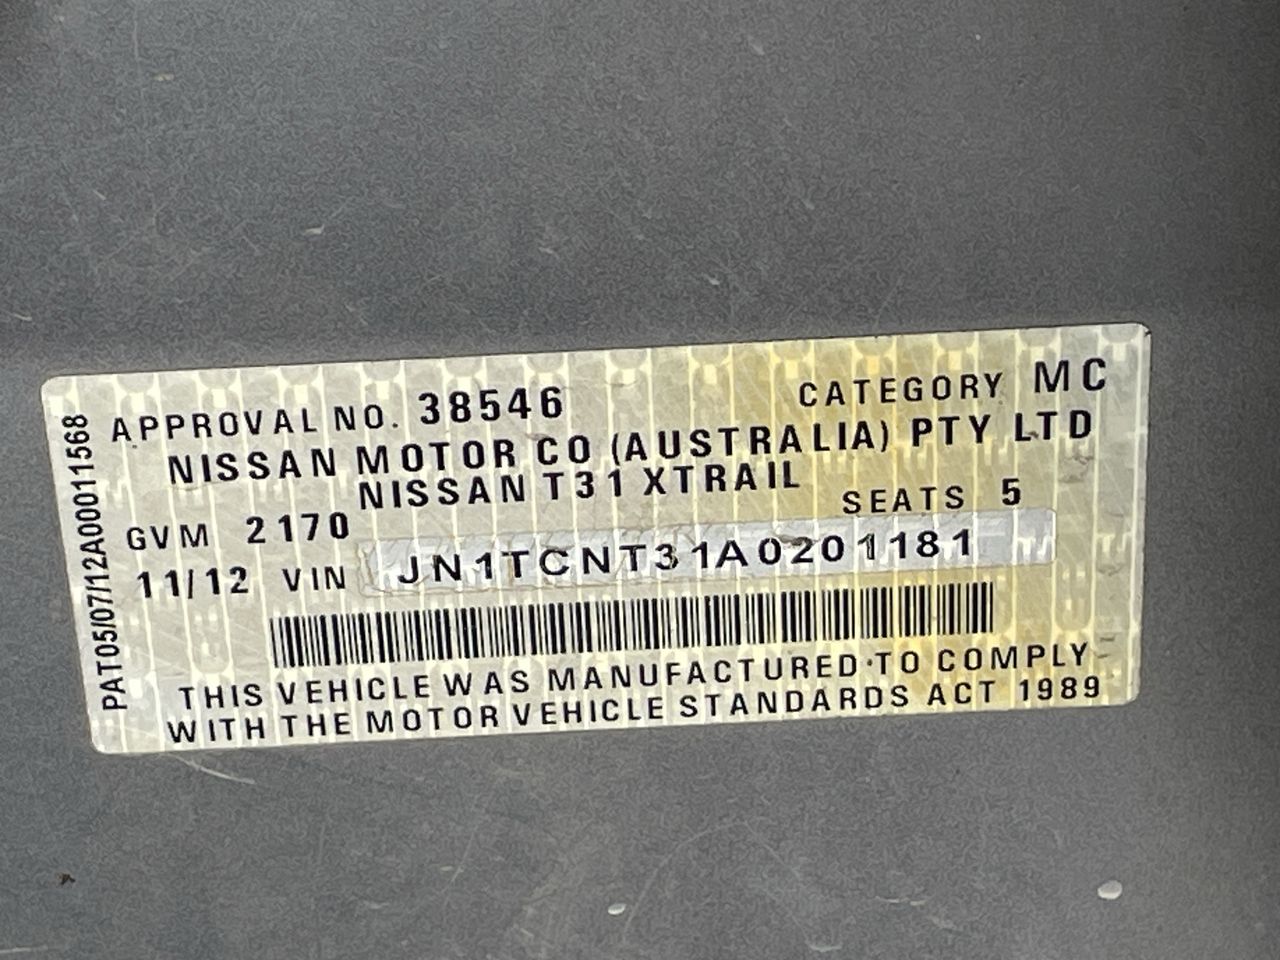 PAT05/07/12A00011568
APPROVAL NO. 38546 CATEGORY MC
NISSAN MOTOR CO (AUSTRALIA) PTY LTD
NISSAN T31 XTRAIL
GVM 2170 SEATS 5
11/12 VIN JN1TCNT31A0201181
THIS VEHICLE WAS MANUFACTURED TO COMPLY
WITH THE MOTOR VEHICLE STANDARDS ACT 1989